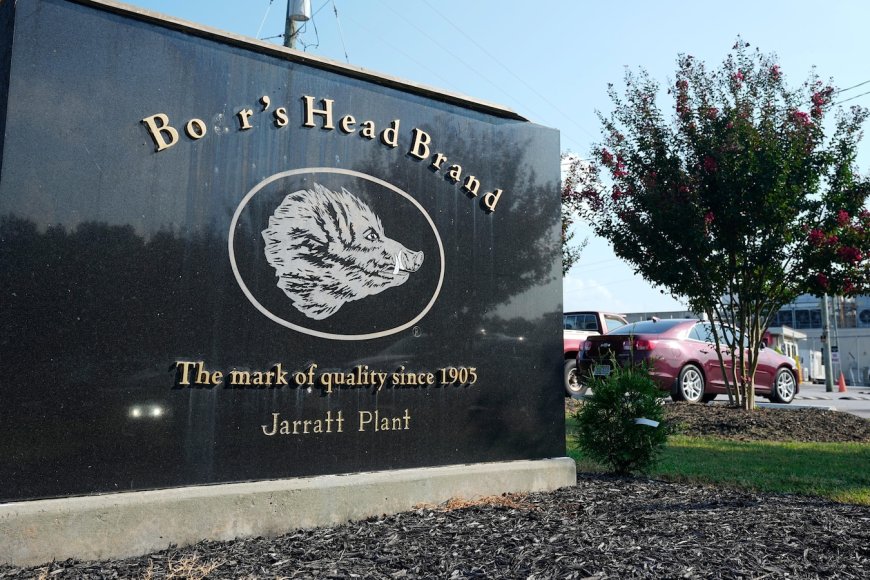 Bo r's Head Brand
®
The mark of quality since 1905
Jarratt Plant